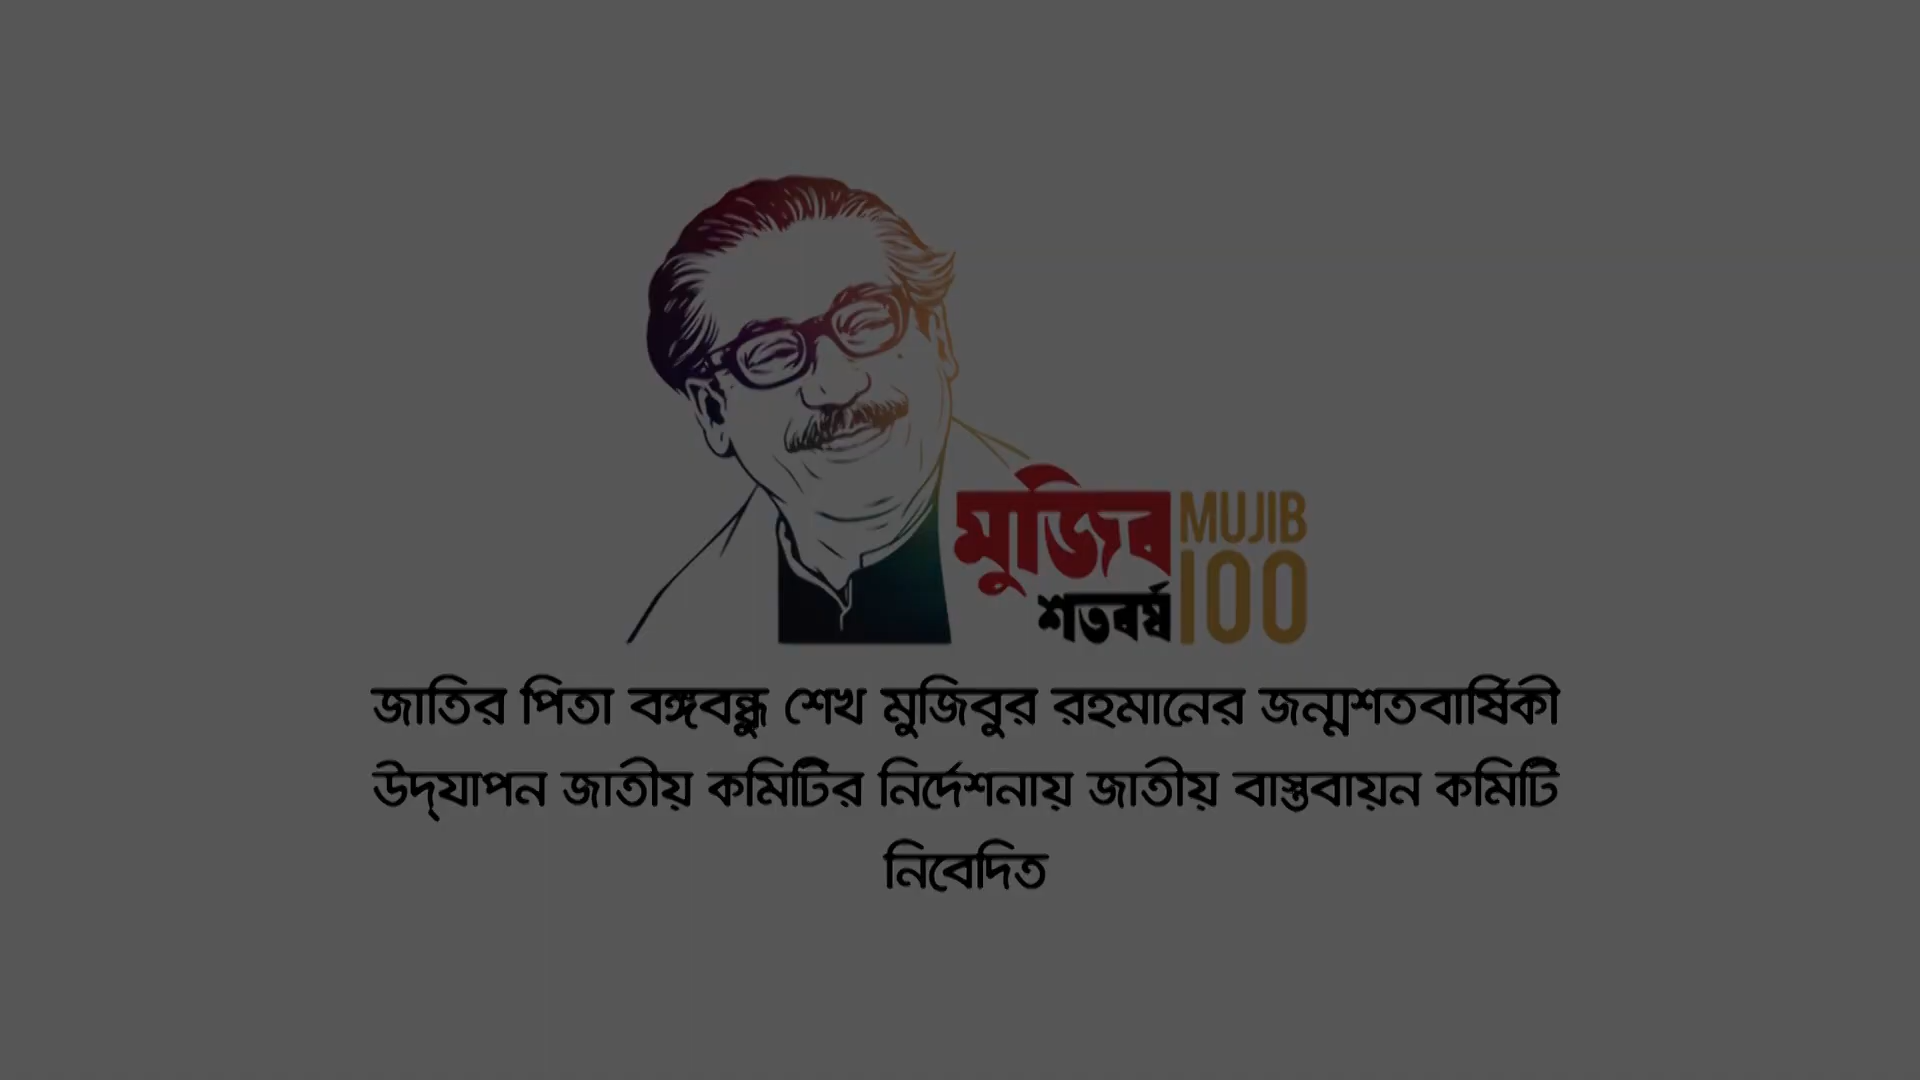 মুজিব
শতবর্ষ
MUJIB
100
জাতির পিতা বঙ্গবন্ধু শেখ মুজিবুর রহমানের জন্মশতবার্ষিকী
উদ্‌যাপন জাতীয় কমিটির নির্দেশনায় জাতীয় বাস্তবায়ন কমিটি
নিবেদিত